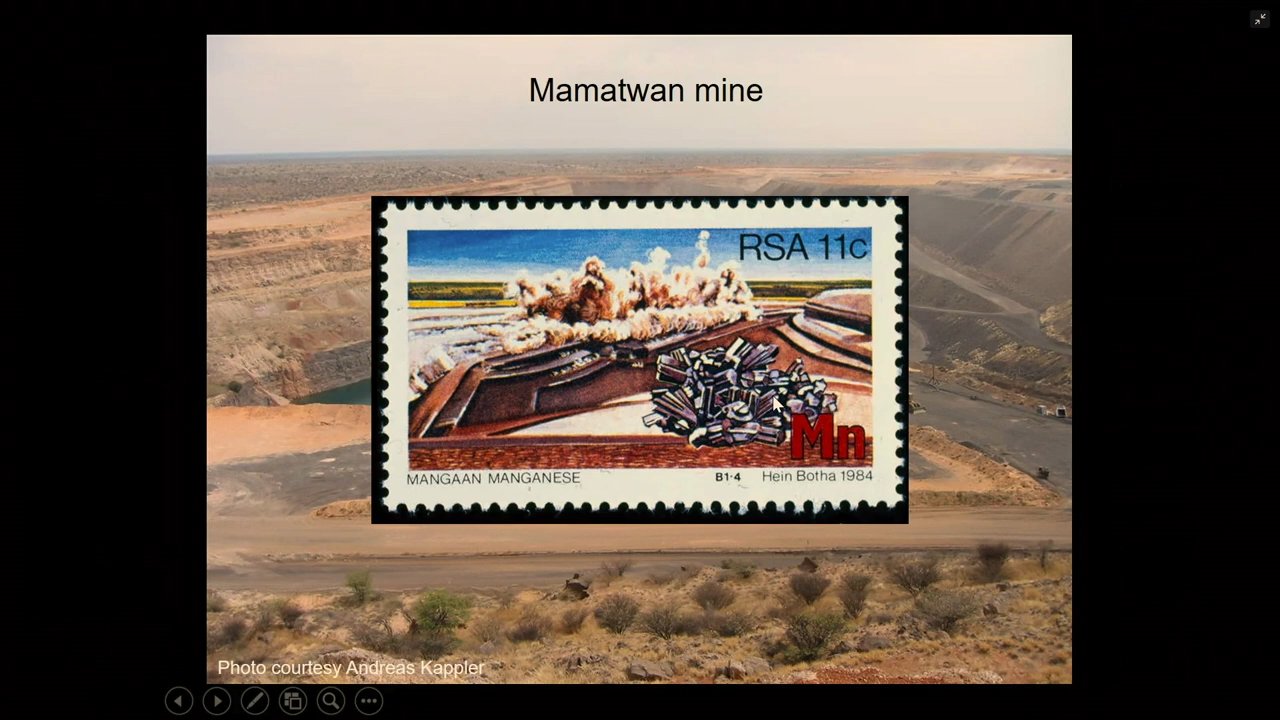 Mamatwan mine
RSA 11c
Mn
MANGAAN MANGANESE B1·4 Hein Botha 1984
Photo courtesy Andreas Kappler